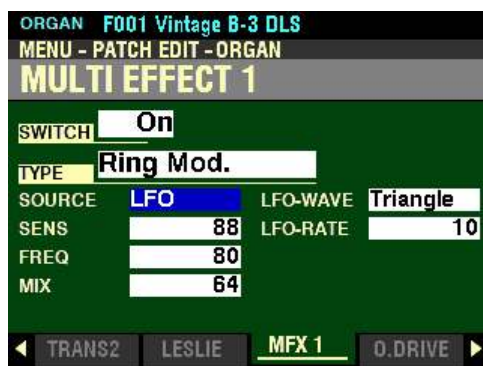 ORGAN F001 Vintage B-3 DLS
MENU - PATCH EDIT - ORGAN
MULTI EFFECT 1
SWITCH On
TYPE Ring Mod.
SOURCE LFO LFO-WAVE Triangle
SENS 88 LFO-RATE 10
FREQ 80
MIX 64
TRANS2 LESLIE MFX 1 O.DRIVE